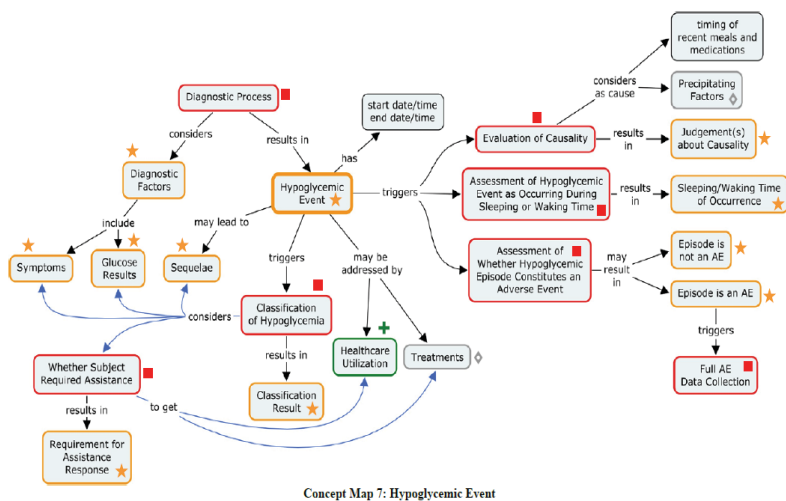 timing of
recent meals and
medications
considers
as cause
Precipitating
Factors
Diagnostic Process
start date/time
end date/time
considers
results in
has
Evaluation of Causality
results
in
Judgement(s)
about Causality
Diagnostic
Factors
Hypoglycemic
Event
triggers
Assessment of Hypoglycemic
Event as Occurring During
Sleeping or Waking Time
results
in
Sleeping/Waking Time
of Occurrence
include
may lead to
Symptoms
Glucose
Results
Sequelae
triggers
may be
addressed by
Assessment of
Whether Hypoglycemic
Episode Constitutes an
Adverse Event
may
result
in
Episode is
not an AE
Episode is an AE
considers
Classification
of Hypoglycemia
triggers
Healthcare
Utilization
Treatments
Whether Subject
Required Assistance
results in
Full AE
Data Collection
results in
to get
Classification
Result
Requirement for
Assistance
Response
Concept Map 7: Hypoglycemic Event